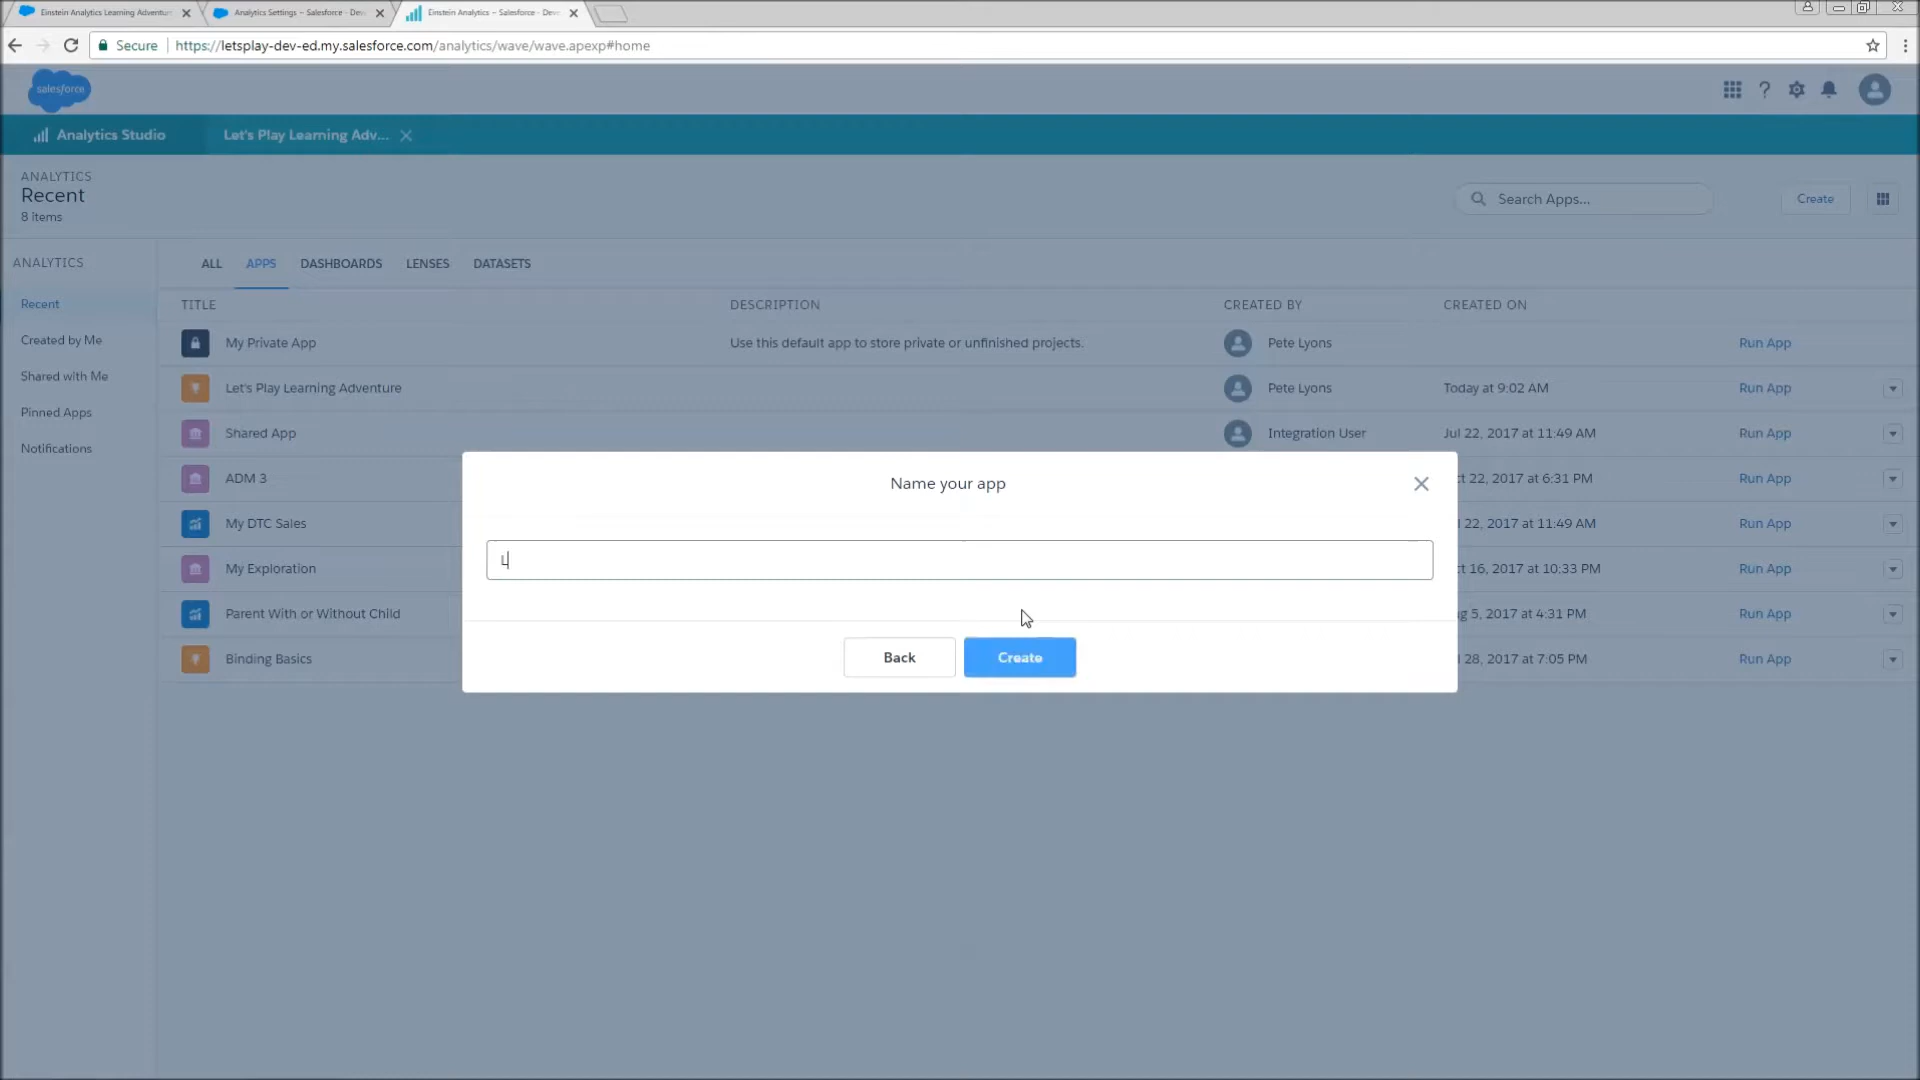 Einstein Analytics Learning Adventur
Analytics Settings ~ Salesforce - Dev
Einstein Analytics ~ Salesforce - Dev
Secure
https://letsplay-dev-ed.my.salesforce.com/analytics/wave/wave.apexp#home
salesforce
?
Analytics Studio
Let's Play Learning Adv...
ANALYTICS
Recent
8 items
Search Apps...
Create
ANALYTICS
Recent
Created by Me
Shared with Me
Pinned Apps
Notifications
ALL APPS DASHBOARDS LENSES DATASETS
TITLE DESCRIPTION CREATED BY CREATED ON
My Private App Use this default app to store private or unfinished projects. Pete Lyons Run App
Let's Play Learning Adventure Pete Lyons Today at 9:02 AM Run App
Shared App Integration User Jul 22, 2017 at 11:49 AM Run App
ADM 3 22, 2017 at 6:31 PM Run App
My DTC Sales 22, 2017 at 11:49 AM Run App
My Exploration 16, 2017 at 10:33 PM Run App
Parent With or Without Child 5, 2017 at 4:31 PM Run App
Binding Basics 28, 2017 at 7:05 PM Run App
Name your app
L
Back
Create